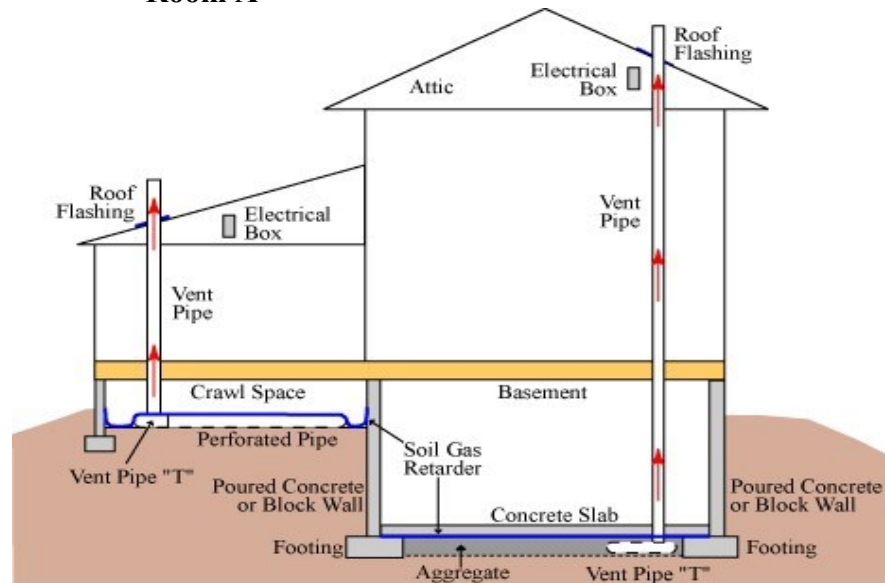 Roof
Flashing
Electrical
Box
Attic
Roof
Flashing
Electrical
Box
Vent
Pipe
Vent
Pipe
Crawl Space
Basement
Perforated Pipe
Vent Pipe "T"
Soil Gas
Retarder
Poured Concrete
or Block Wall
Poured Concrete
or Block Wall
Concrete Slab
Footing
Footing
Aggregate
Vent Pipe "T"